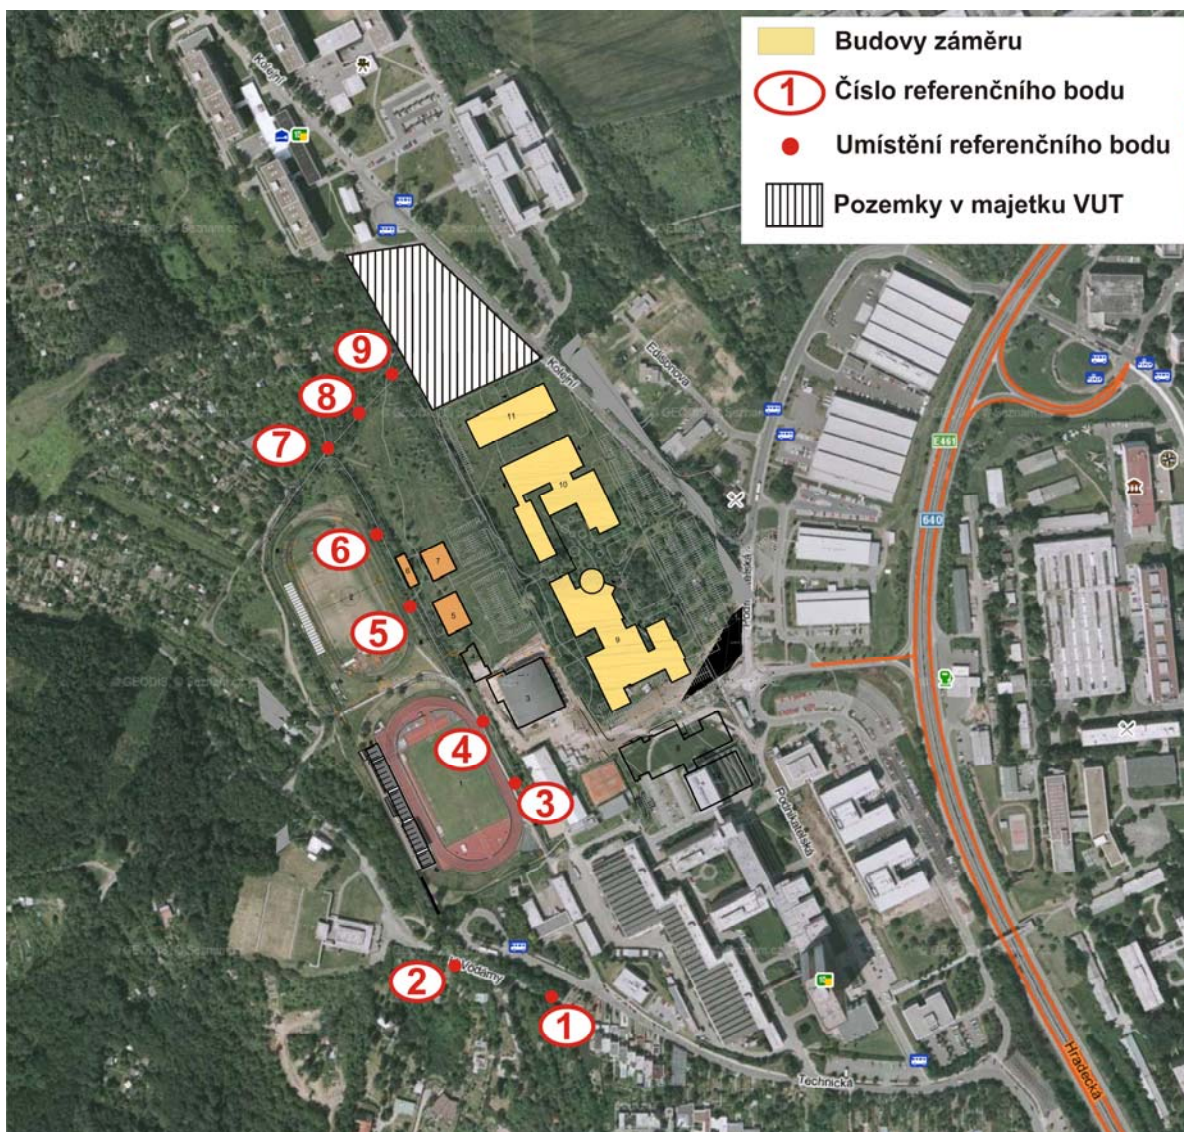 Budovy záměru
1 Číslo referenčního bodu
Umístění referenčního bodu
Pozemky v majetku VUT
Kolejní
Kolejní
Edisonova
E461
640
9
8
7
6
5
4
3
2
1
11
10
7
5
9
3
Podnikatelská
Technická
Hradecká